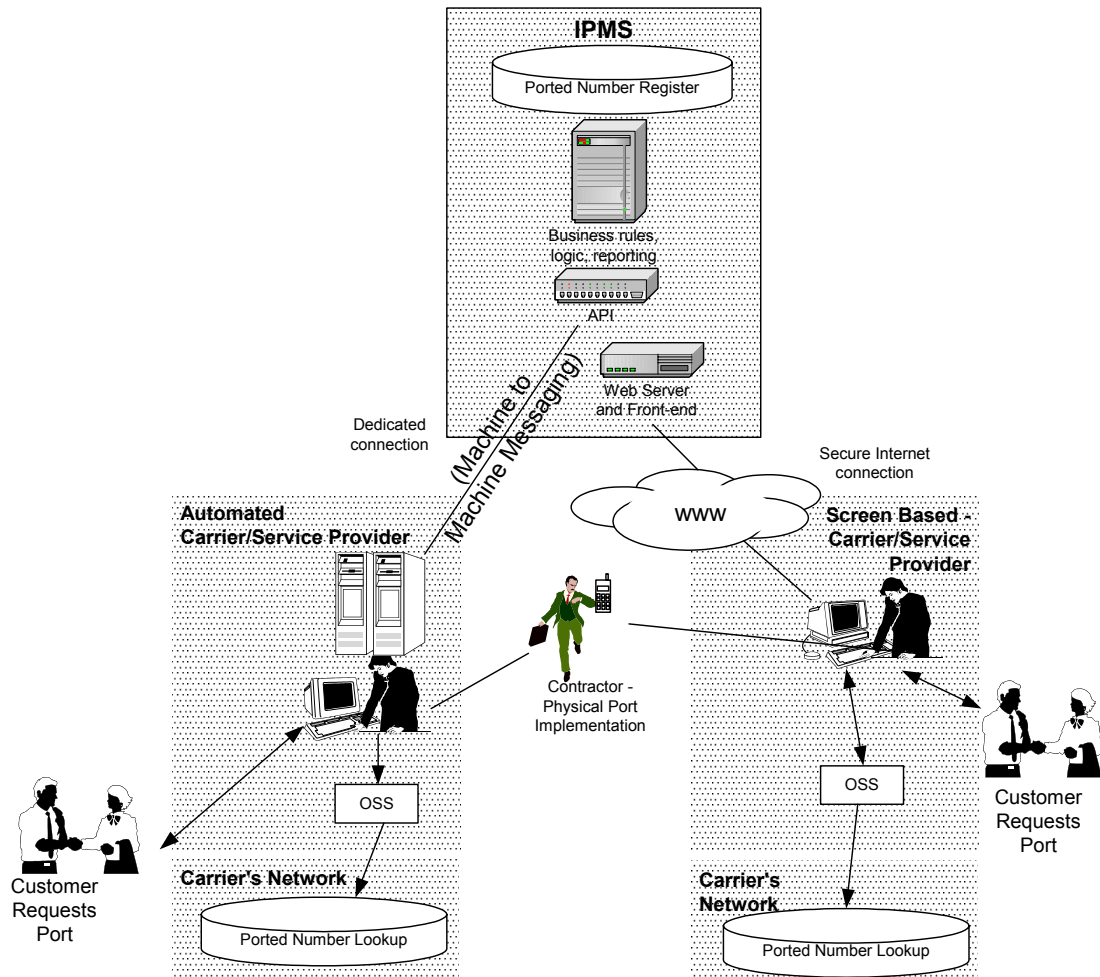 IPMS
Ported Number Register
Business rules,
logic, reporting
API
Web Server
and Front-end
(Machine to
Machine Messaging)
Dedicated
connection
Secure Internet
connection
WWW
Automated
Carrier/Service Provider
Screen Based -
Carrier/Service
Provider
Contractor -
Physical Port
Implementation
OSS
OSS
Customer
Requests
Port
Customer
Requests
Port
Carrier's Network
Ported Number Lookup
Carrier's
Network
Ported Number Lookup